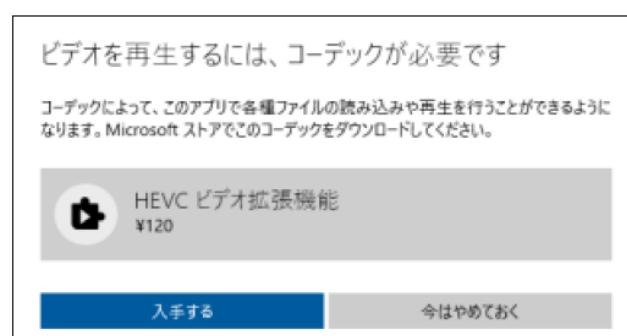 ビデオを再生するには、コーデックが必要です
コーデックによって、このアプリで各種ファイルの読み込みや再生を行うことができるように
なります。Microsoft ストアでこのコーデックをダウンロードしてください。
HEVC ビデオ拡張機能
¥120
入手する
今はやめておく